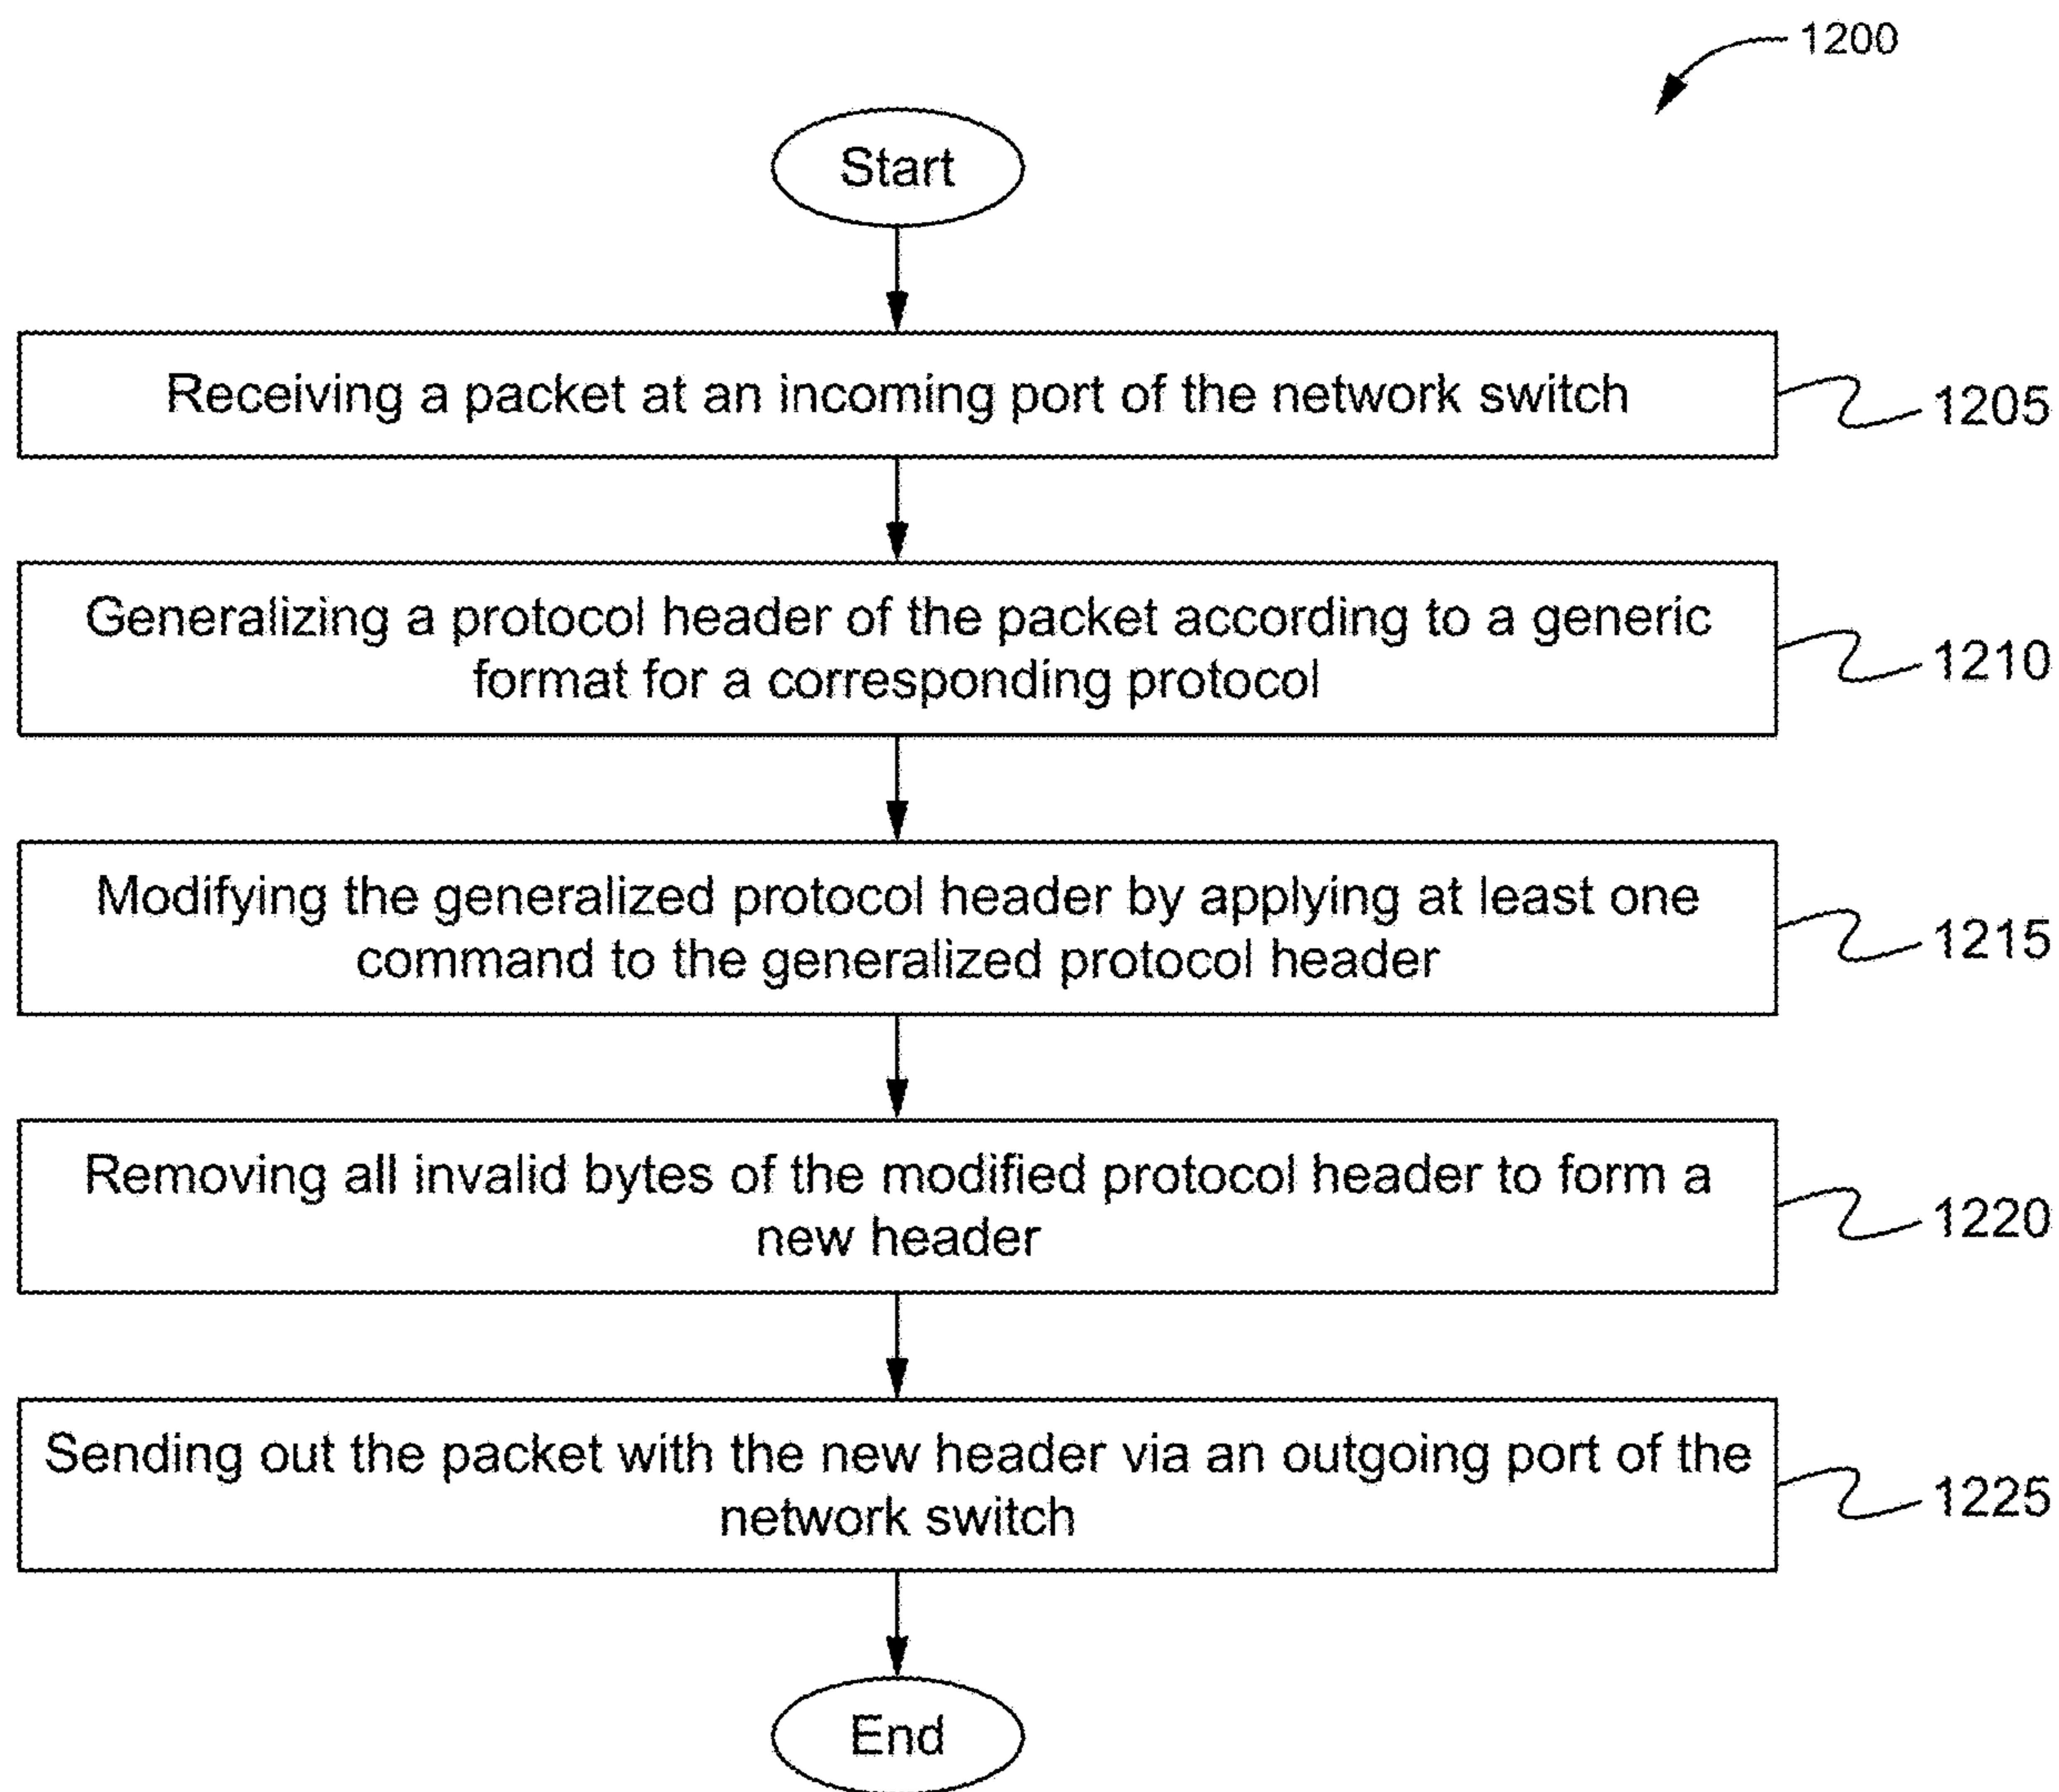 1200
Start
Receiving a packet at an incoming port of the network switch
1205
Generalizing a protocol header of the packet according to a generic
format for a corresponding protocol
1210
Modifying the generalized protocol header by applying at least one
command to the generalized protocol header
1215
Removing all invalid bytes of the modified protocol header to form a
new header
1220
Sending out the packet with the new header via an outgoing port of the
network switch
1225
End